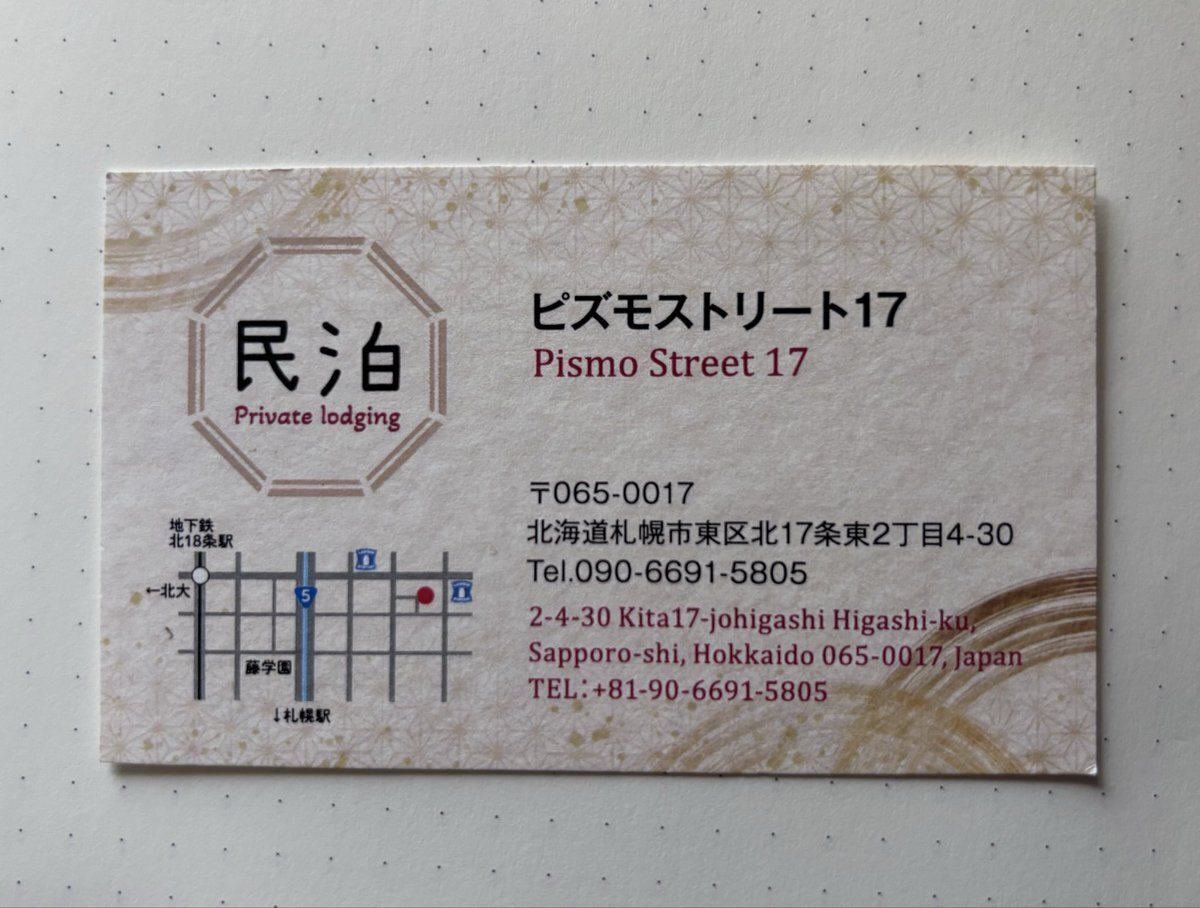 民泊
Private lodging
ピズモストリート17
Pismo Street 17
〒065-0017
北海道札幌市東区北17条東2丁目4-30
Tel.090-6691-5805
2-4-30 Kita17-johigashi Higashi-ku,
Sapporo-shi, Hokkaido 065-0017, Japan
TEL:+81-90-6691-5805
地下鉄
北18条駅
←北大
5
藤学園
↓札幌駅